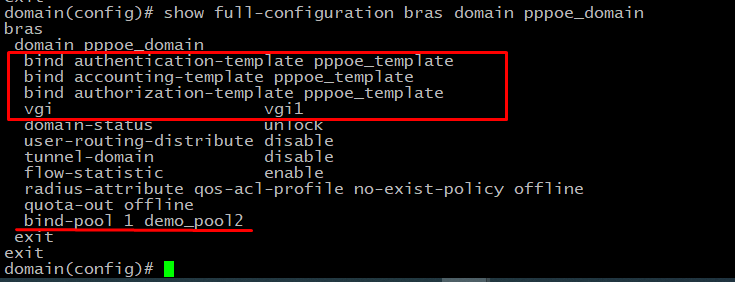 exit
domain(config)# show full-configuration bras domain pppoe_domain
bras
domain pppoe_domain
bind authentication-template pppoe_template
bind accounting-template pppoe_template
bind authorization-template pppoe_template
vgi vgi1
domain-status unlock
user-routing-distribute disable
tunnel-domain disable
flow-statistic enable
radius-attribute qos-acl-profile no-exist-policy offline
quota-out offline
bind-pool 1 demo_pool2
exit
exit
domain(config)#